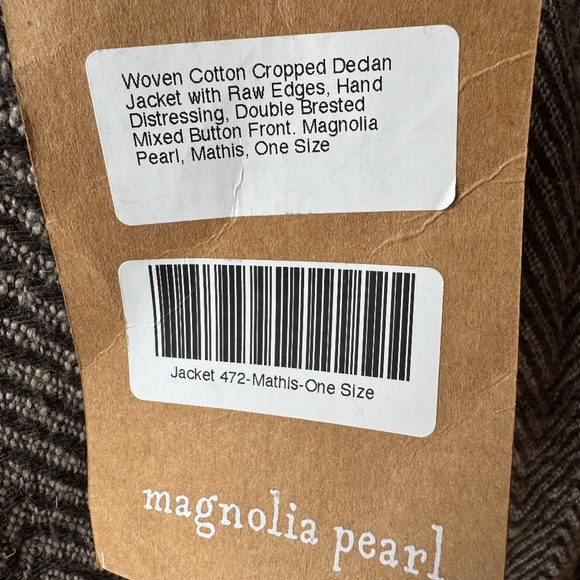 Woven Cotton Cropped Dedan
Jacket with Raw Edges, Hand
Distressing, Double Brested
Mixed Button Front. Magnolia
Pearl, Mathis, One Size
Jacket 472-Mathis-One Size
magnolia pearl